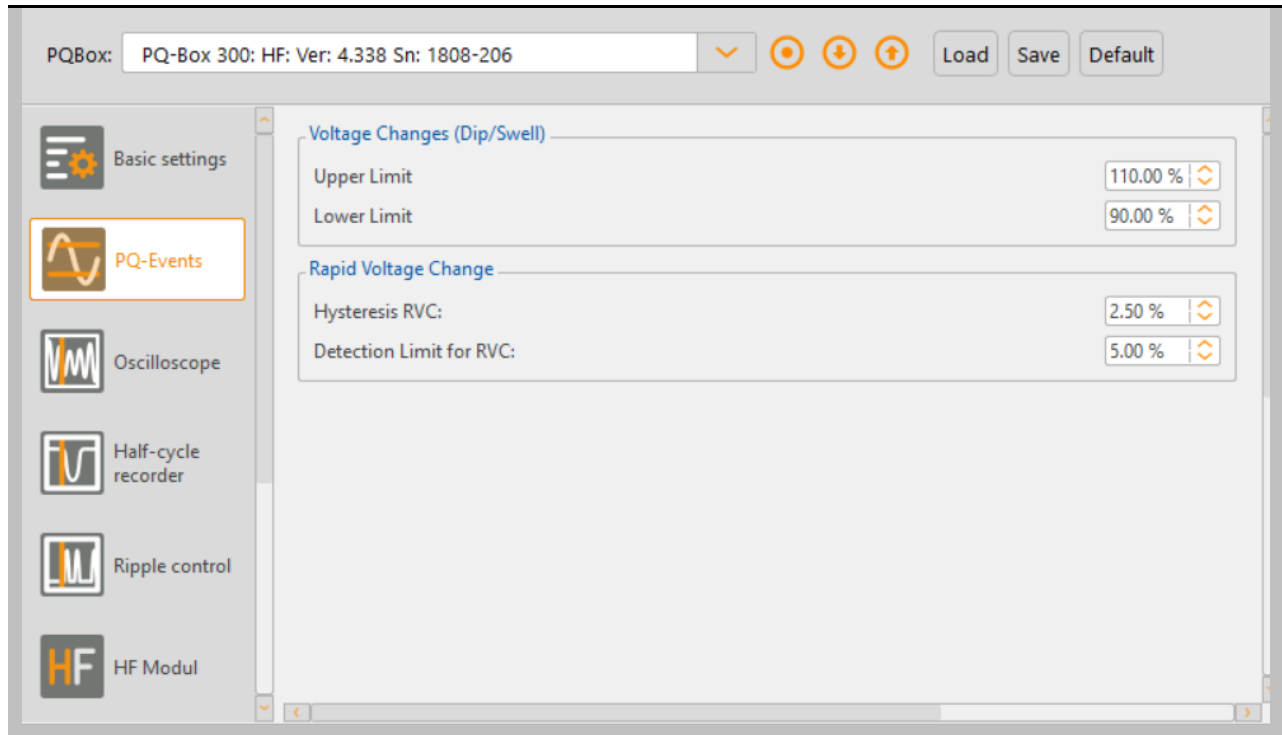 PQBox: PQ-Box 300: HF: Ver: 4.338 Sn: 1808-206 Load Save Default
Basic settings
PQ-Events
Oscilloscope
Half-cycle
recorder
Ripple control
HF HF Modul
Voltage Changes (Dip/Swell)
Upper Limit 110.00 %
Lower Limit 90.00 %
Rapid Voltage Change
Hysteresis RVC: 2.50 %
Detection Limit for RVC: 5.00 %